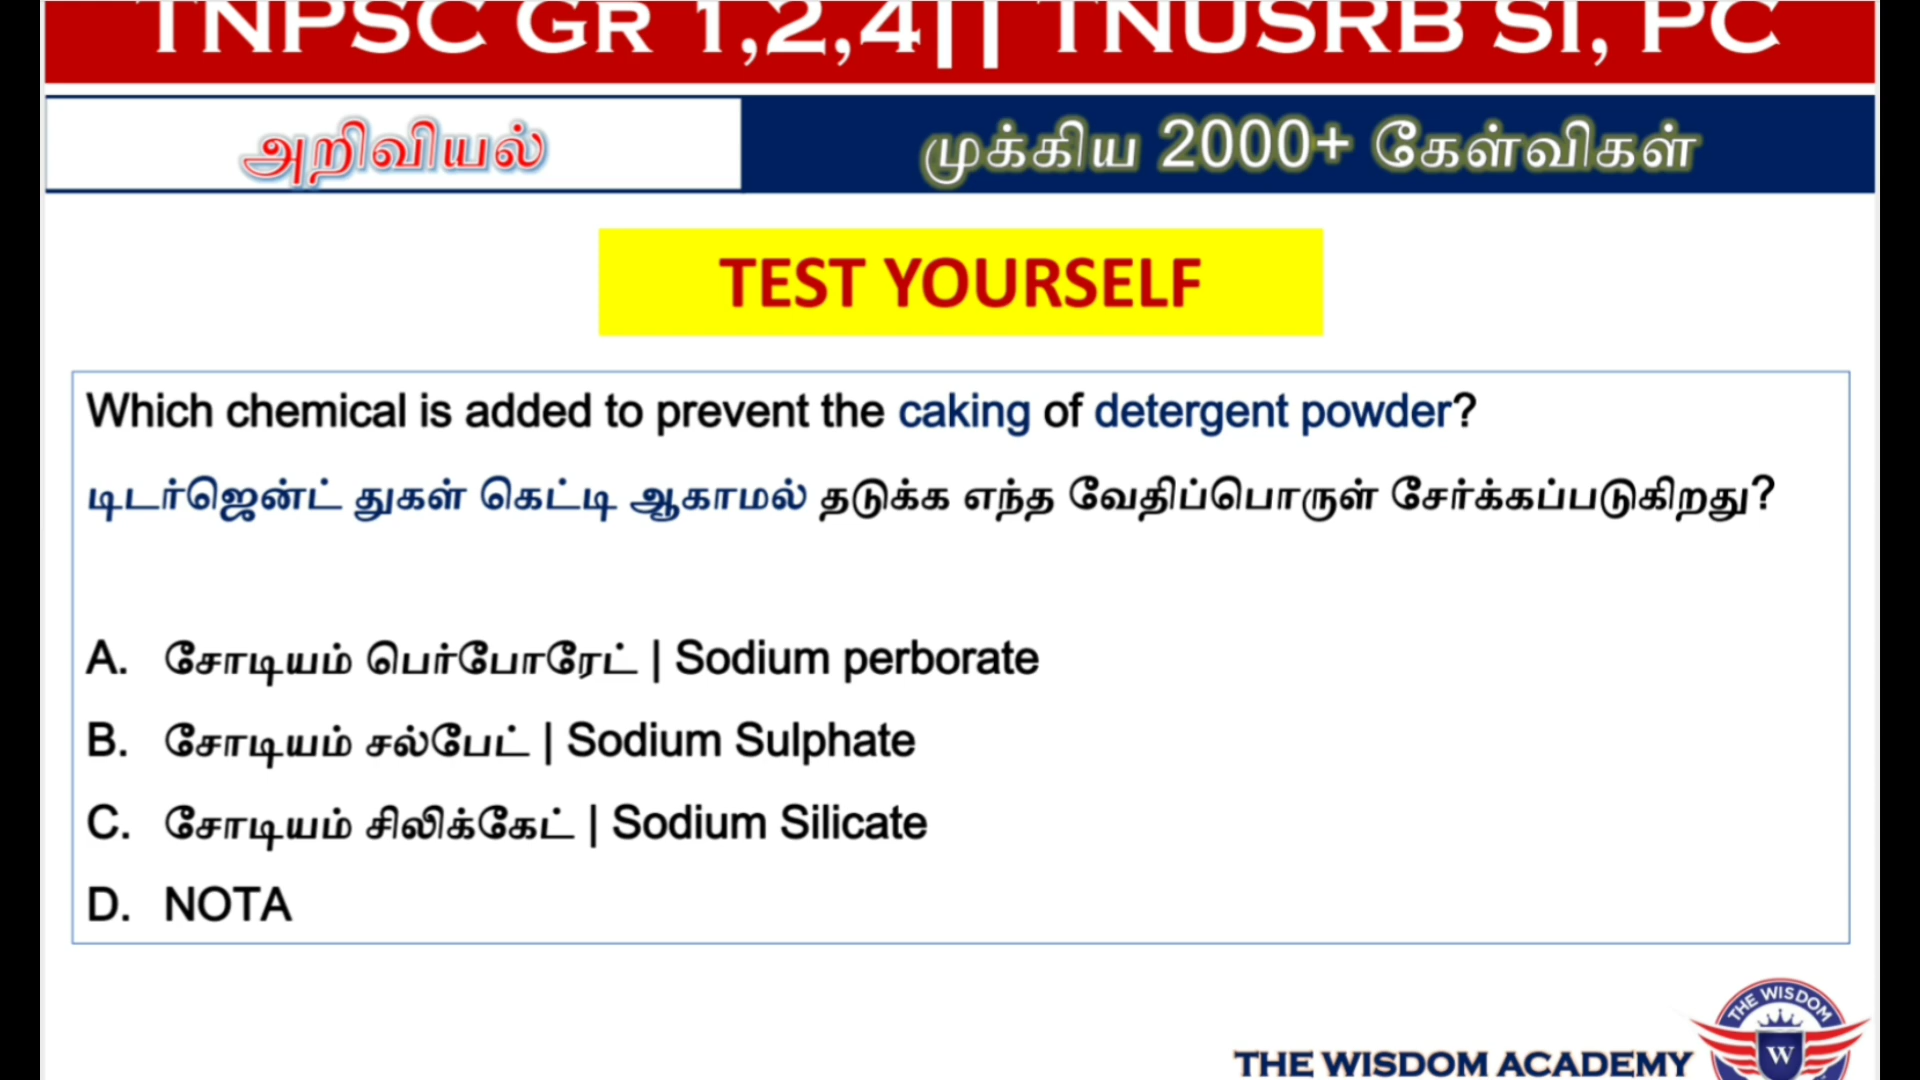 TNPSC GR 1,2,4|| TNUSRB SI, PC
அறிவியல்
முக்கிய 2000+ கேள்விகள்
TEST YOURSELF
Which chemical is added to prevent the caking of detergent powder?
டிடர்ஜென்ட் துகள் கெட்டி ஆகாமல் தடுக்க எந்த வேதிப்பொருள் சேர்க்கப்படுகிறது?
A. சோடியம் பெர்போரேட் | Sodium perborate
B. சோடியம் சல்பேட் | Sodium Sulphate
C. சோடியம் சிலிக்கேட் | Sodium Silicate
D. NOTA
THE WISDOM
W
THE WISDOM ACADEMY